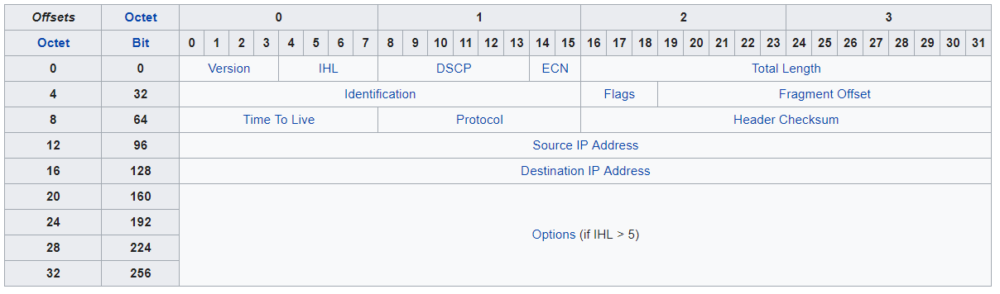 Offsets Octet 0 1 2 3
Octet Bit 0 1 2 3 4 5 6 7 8 9 10 11 12 13 14 15 16 17 18 19 20 21 22 23 24 25 26 27 28 29 30 31
0 0 Version IHL DSCP ECN Total Length
4 32 Identification Flags Fragment Offset
8 64 Time To Live Protocol Header Checksum
12 96 Source IP Address
16 128 Destination IP Address
20 160
24 192
Options (if IHL > 5)
28 224
32 256